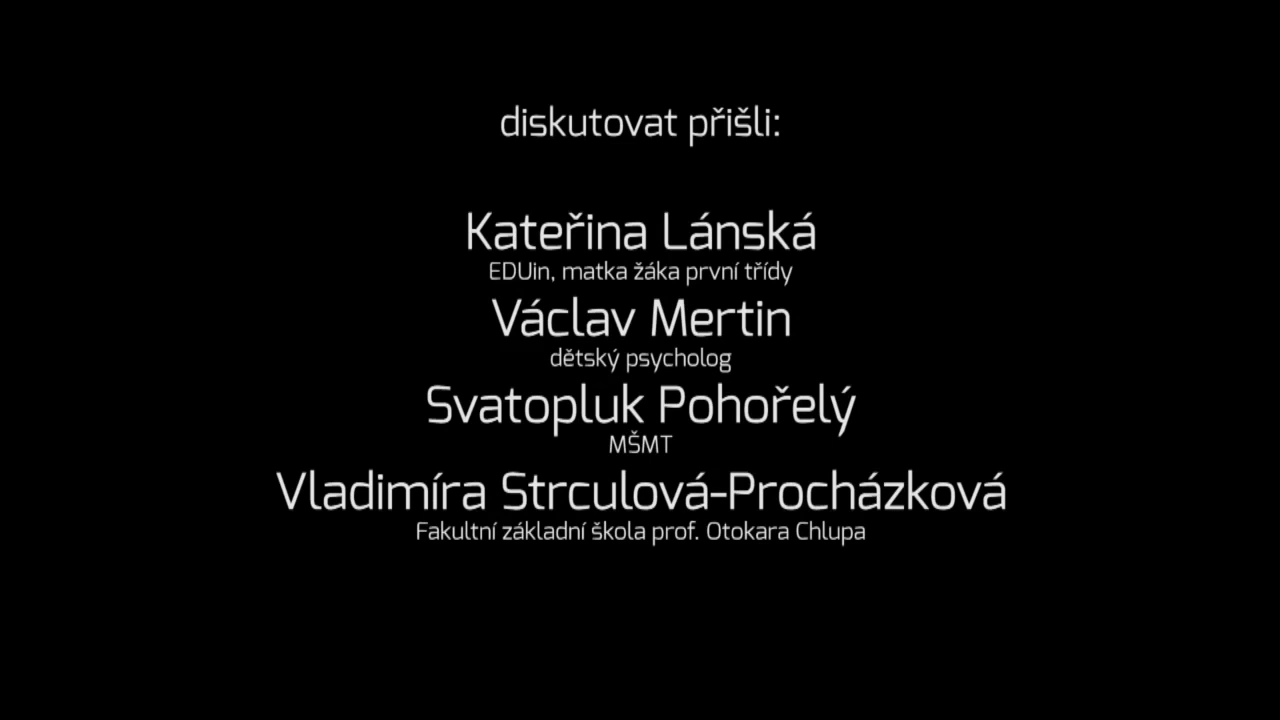 diskutovat přišli:
Kateřina Lánská
EDUin, matka žáka první třídy
Václav Mertin
dětský psycholog
Svatopluk Pohořelý
MŠMT
Vladimíra Strculová-Procházková
Fakultní základní škola prof. Otokara Chlupa